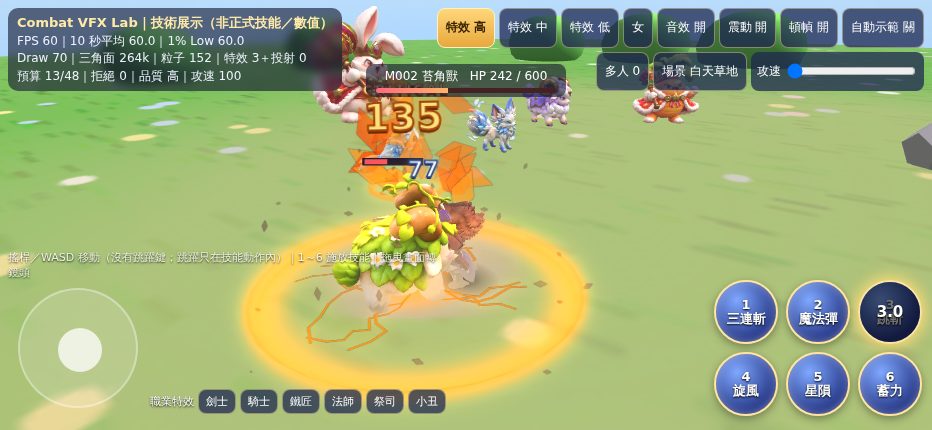 Combat VFX Lab｜技術展示（非正式技能／數值）
FPS 60｜10 秒平均 60.0｜1% Low 60.0
Draw 70｜三角面 264k｜粒子 152｜特效 3＋投射 0
預算 13/48｜拒絕 0｜品質 高｜攻速 100
特效 高
特效 中
特效 低
女
音效 開
震動 開
頓幀 開
自動示範 關
多人 0
場景 白天草地
攻速
M002 苔角獸 HP 242 / 600
135
77
搖桿／WASD 移動（沒有跳躍鍵；跳躍只在技能動作內）｜1～6 施放技能｜拖曳畫面轉
鏡頭
1
三連斬
2
魔法彈
3.0
4
旋風
5
星隕
6
蓄力
職業特效
劍士
騎士
鐵匠
法師
祭司
小丑